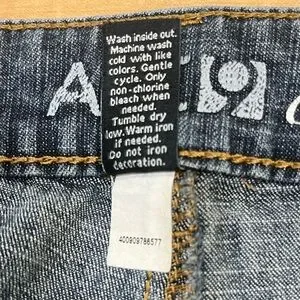 Wash inside out.
Machine wash
cold with like
colors. Gentle
cycle. Only
non-chlorine
bleach when
needed.
Tumble dry
low. Warm iron
if needed.
Do not iron
decoration.
400909786577